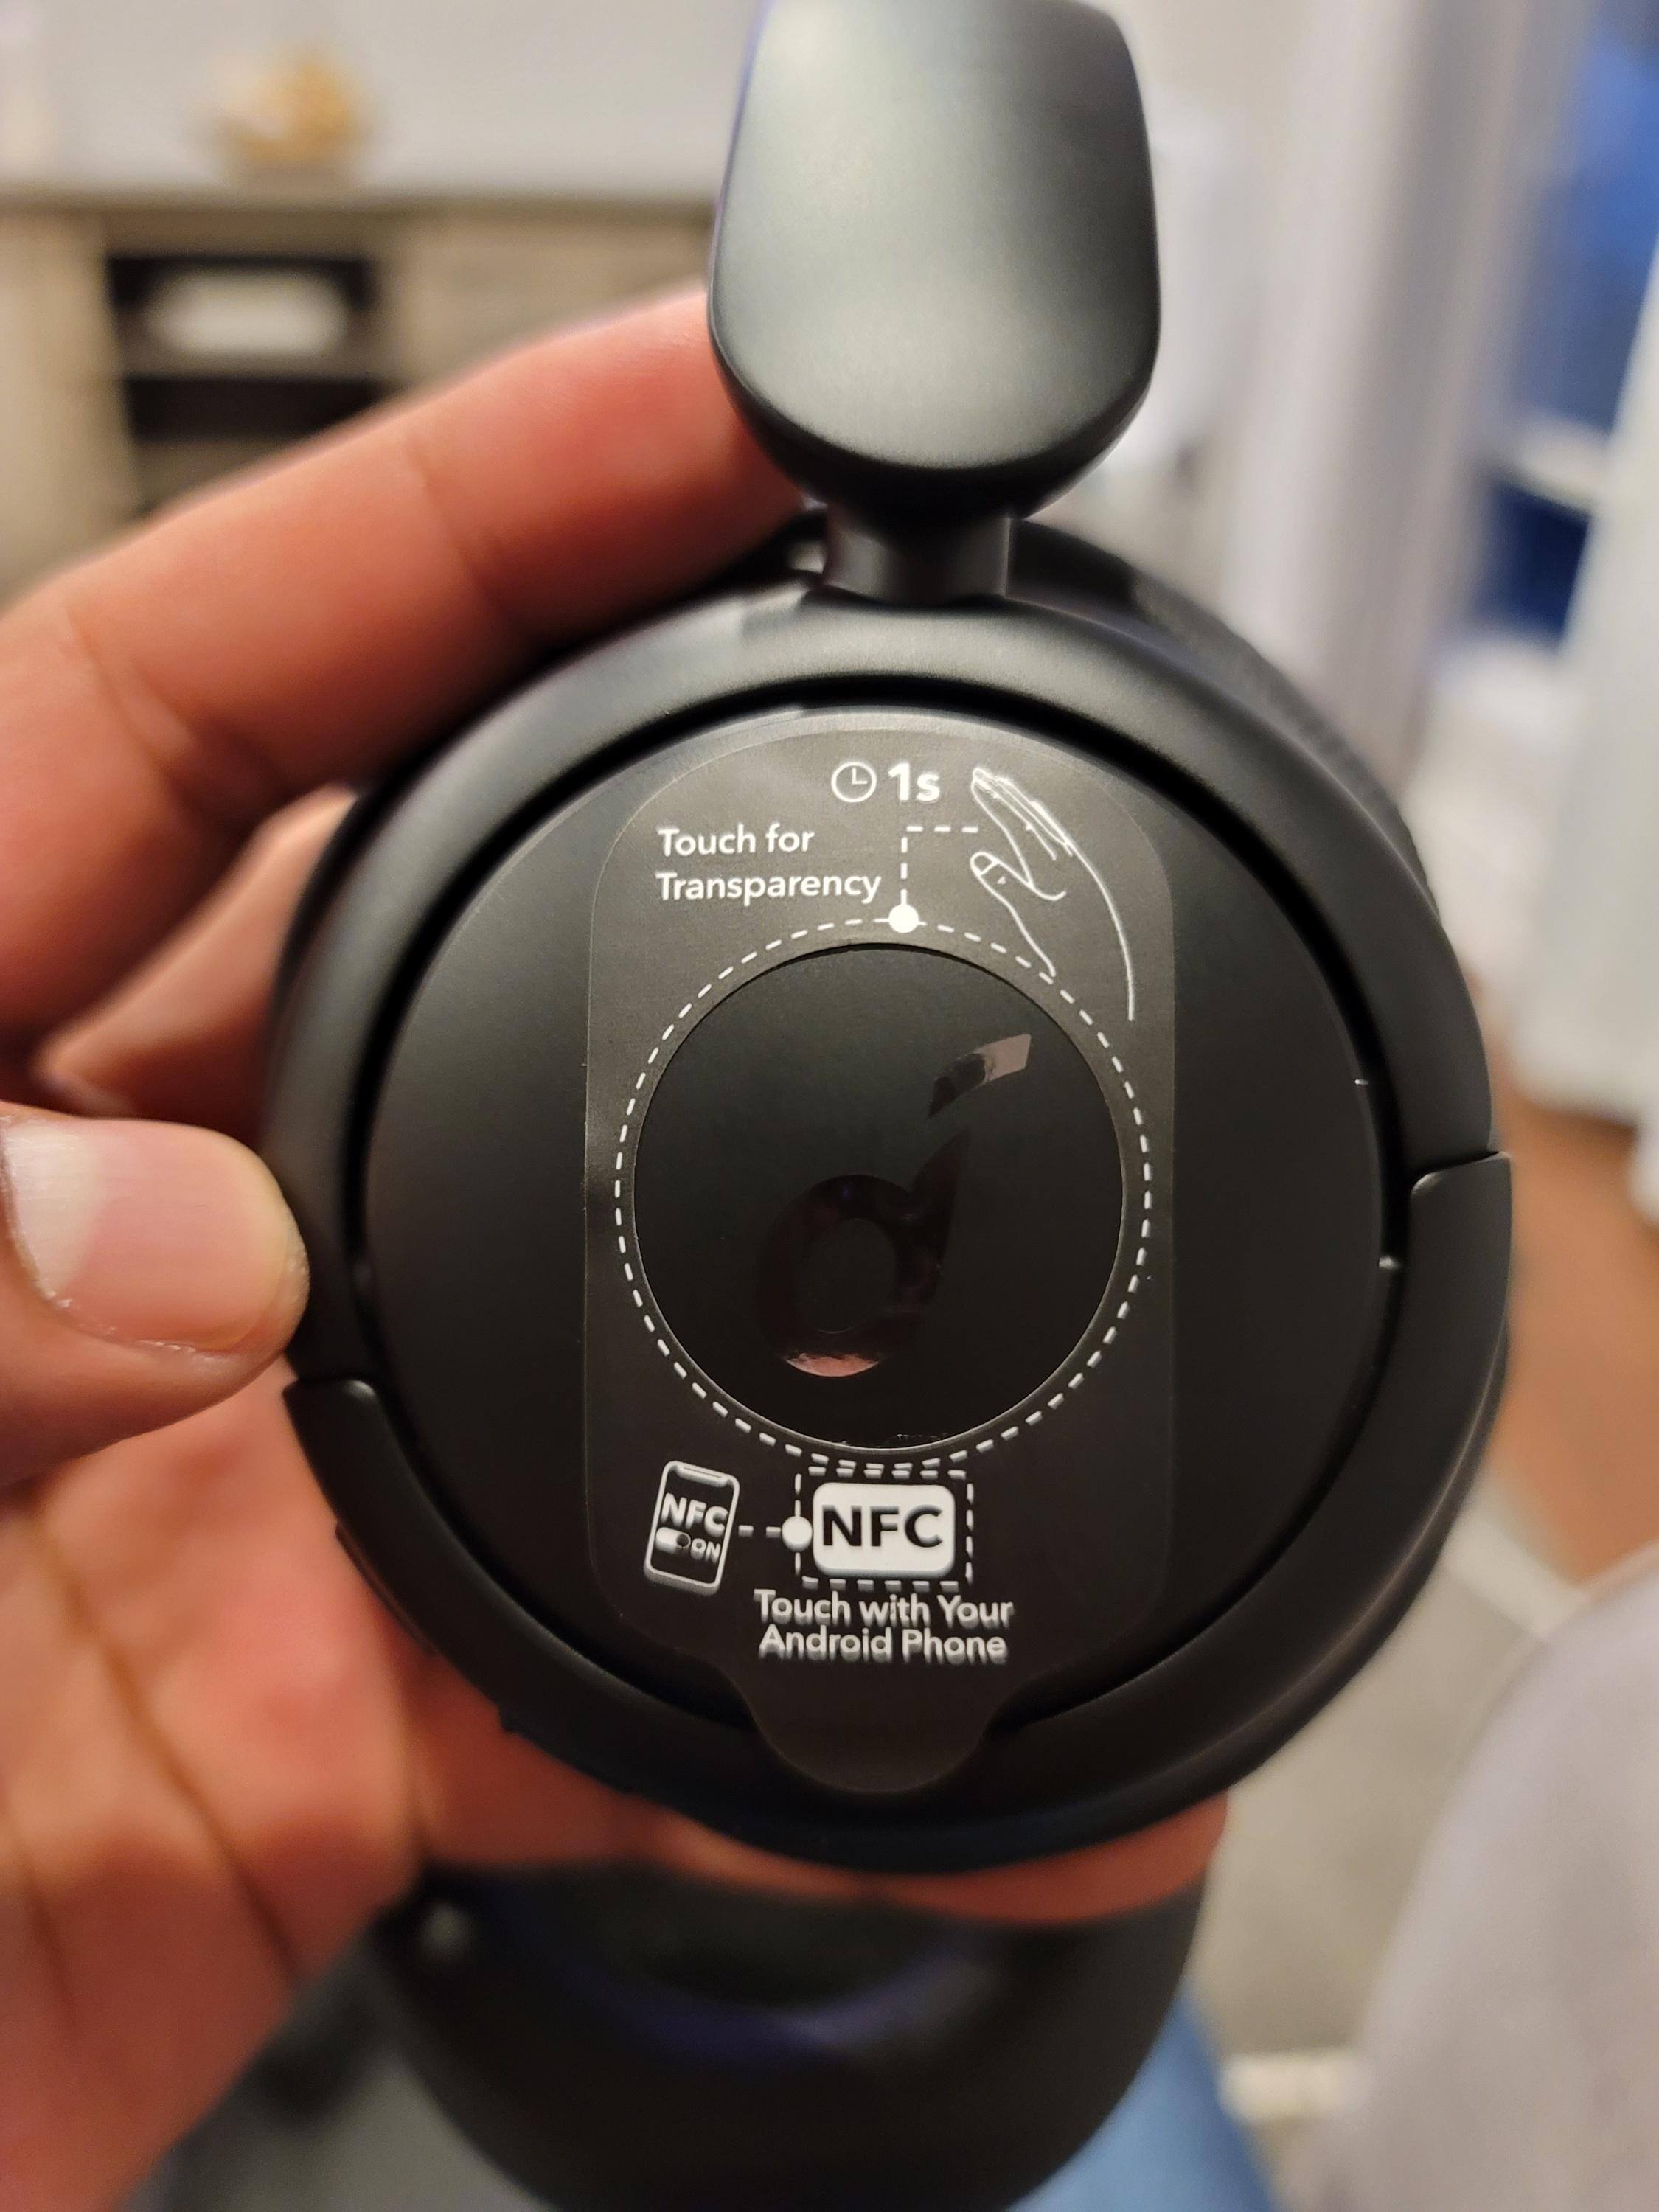 1s
Touch for
Transparency
NFC
ON
NFC
Touch with Your
Android Phone